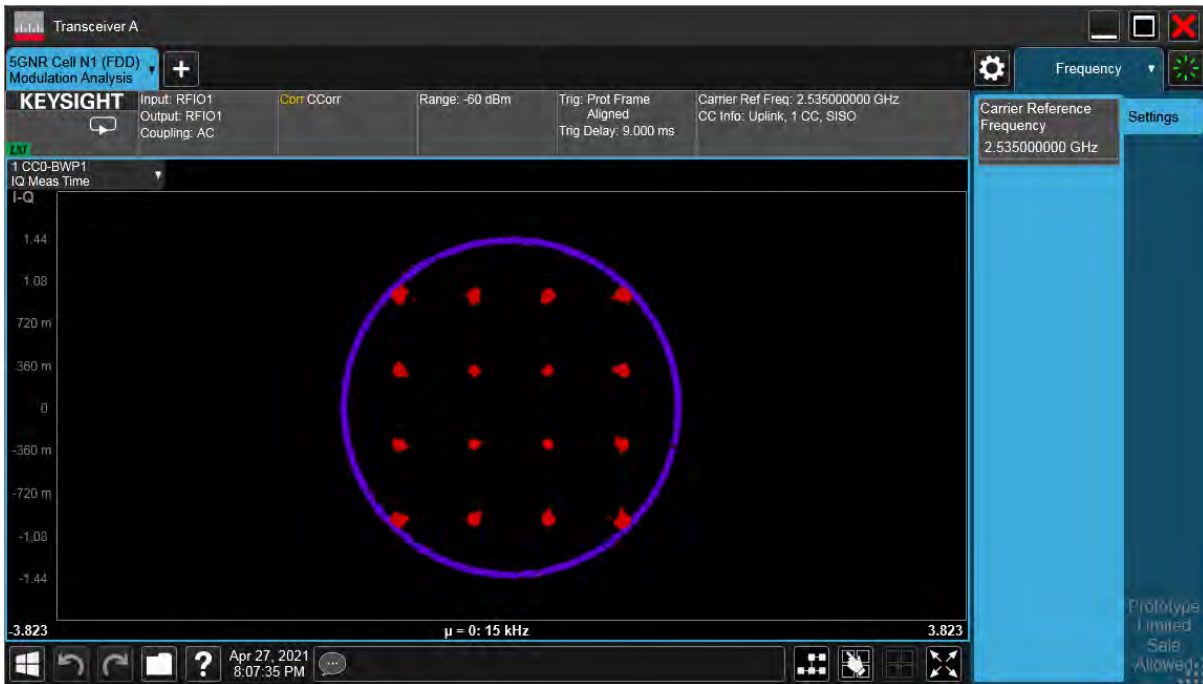 Transceiver A
5GNR Cell N1 (FDD)
Modulation Analysis
+
Frequency
KEYSIGHT
LXI
Input: RFIO1
Output: RFIO1
Coupling: AC
Corr CCorr
Range: -60 dBm
Trig: Prot Frame
Aligned
Trig Delay: 9.000 ms
Carrier Ref Freq: 2.535000000 GHz
CC Info: Uplink, 1 CC, SISO
Carrier Reference
Frequency
2.535000000 GHz
Settings
1 CC0-BWP1
IQ Meas Time
I-Q
1.44
1.08
720 m
360 m
0
-360 m
-720 m
-1.08
-1.44
-3.823
µ = 0: 15 kHz
3.823
Prototype
Limited
Sale
Allowed
?
Apr 27, 2021
8:07:35 PM